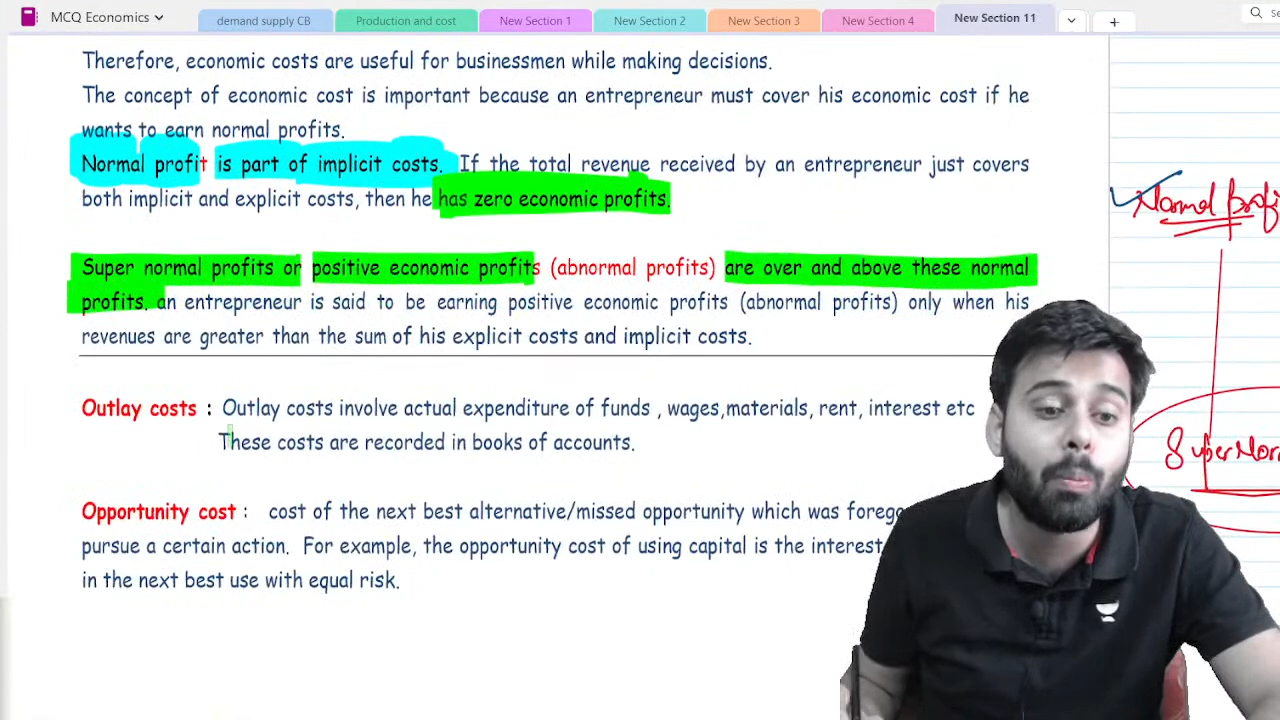 MCQ Economics
demand supply CB
Production and cost
New Section 1
New Section 2
New Section 3
New Section 4
New Section 11
Therefore, economic costs are useful for businessmen while making decisions.
The concept of economic cost is important because an entrepreneur must cover his economic cost if he
wants to earn normal profits.
Normal profit is part of implicit costs. If the total revenue received by an entrepreneur just covers
both implicit and explicit costs, then he has zero economic profits.
Normal Profi
Super normal profits or positive economic profits (abnormal profits) are over and above these normal
profits. an entrepreneur is said to be earning positive economic profits (abnormal profits) only when his
revenues are greater than the sum of his explicit costs and implicit costs.
Outlay costs : Outlay costs involve actual expenditure of funds , wages,materials, rent, interest etc
These costs are recorded in books of accounts.
SuperNor
Opportunity cost : cost of the next best alternative/missed opportunity which was forego
pursue a certain action. For example, the opportunity cost of using capital is the interest
in the next best use with equal risk.